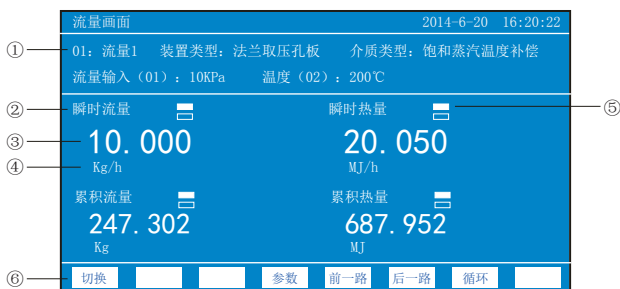 流量画面 2014-6-20 16:20:22
① 01：流量1 装置类型：法兰取压孔板 介质类型：饱和蒸汽温度补偿
流量输入（01）：10KPa 温度（02）：200℃
② 瞬时流量 瞬时热量 ⑤
③ 10.000 20.050
④ Kg/h MJ/h
累积流量 累积热量
247.302 687.952
Kg MJ
⑥ 切换 参数 前一路 后一路 循环